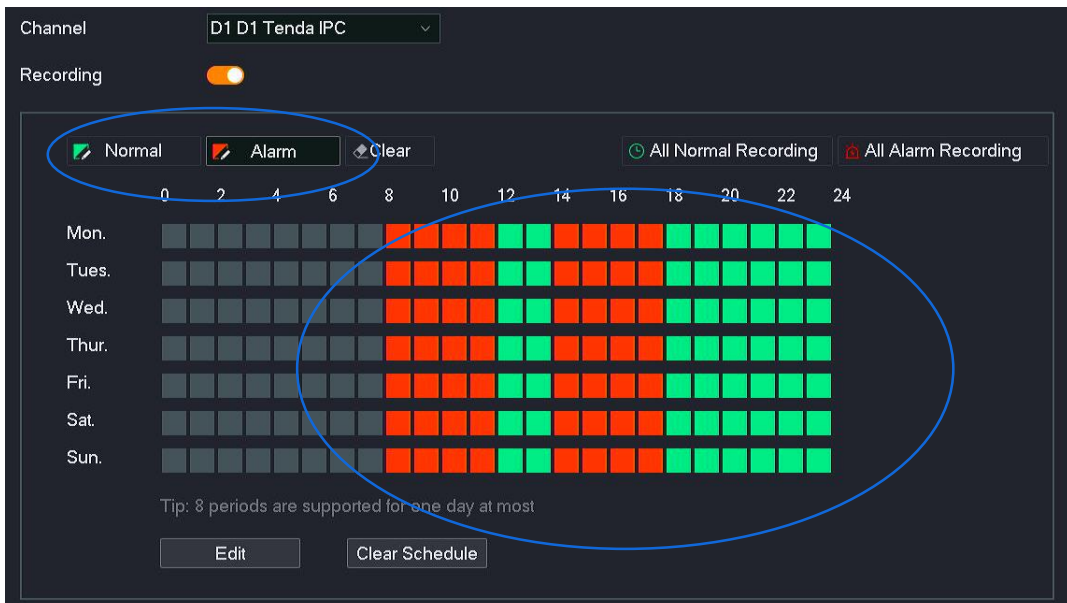 Channel D1 D1 Tenda IPC
Recording
Normal Alarm Clear All Normal Recording All Alarm Recording
0 2 4 6 8 10 12 14 16 18 20 22 24
Mon.
Tues.
Wed.
Thur.
Fri.
Sat.
Sun.
Tip: 8 periods are supported for one day at most
Edit Clear Schedule